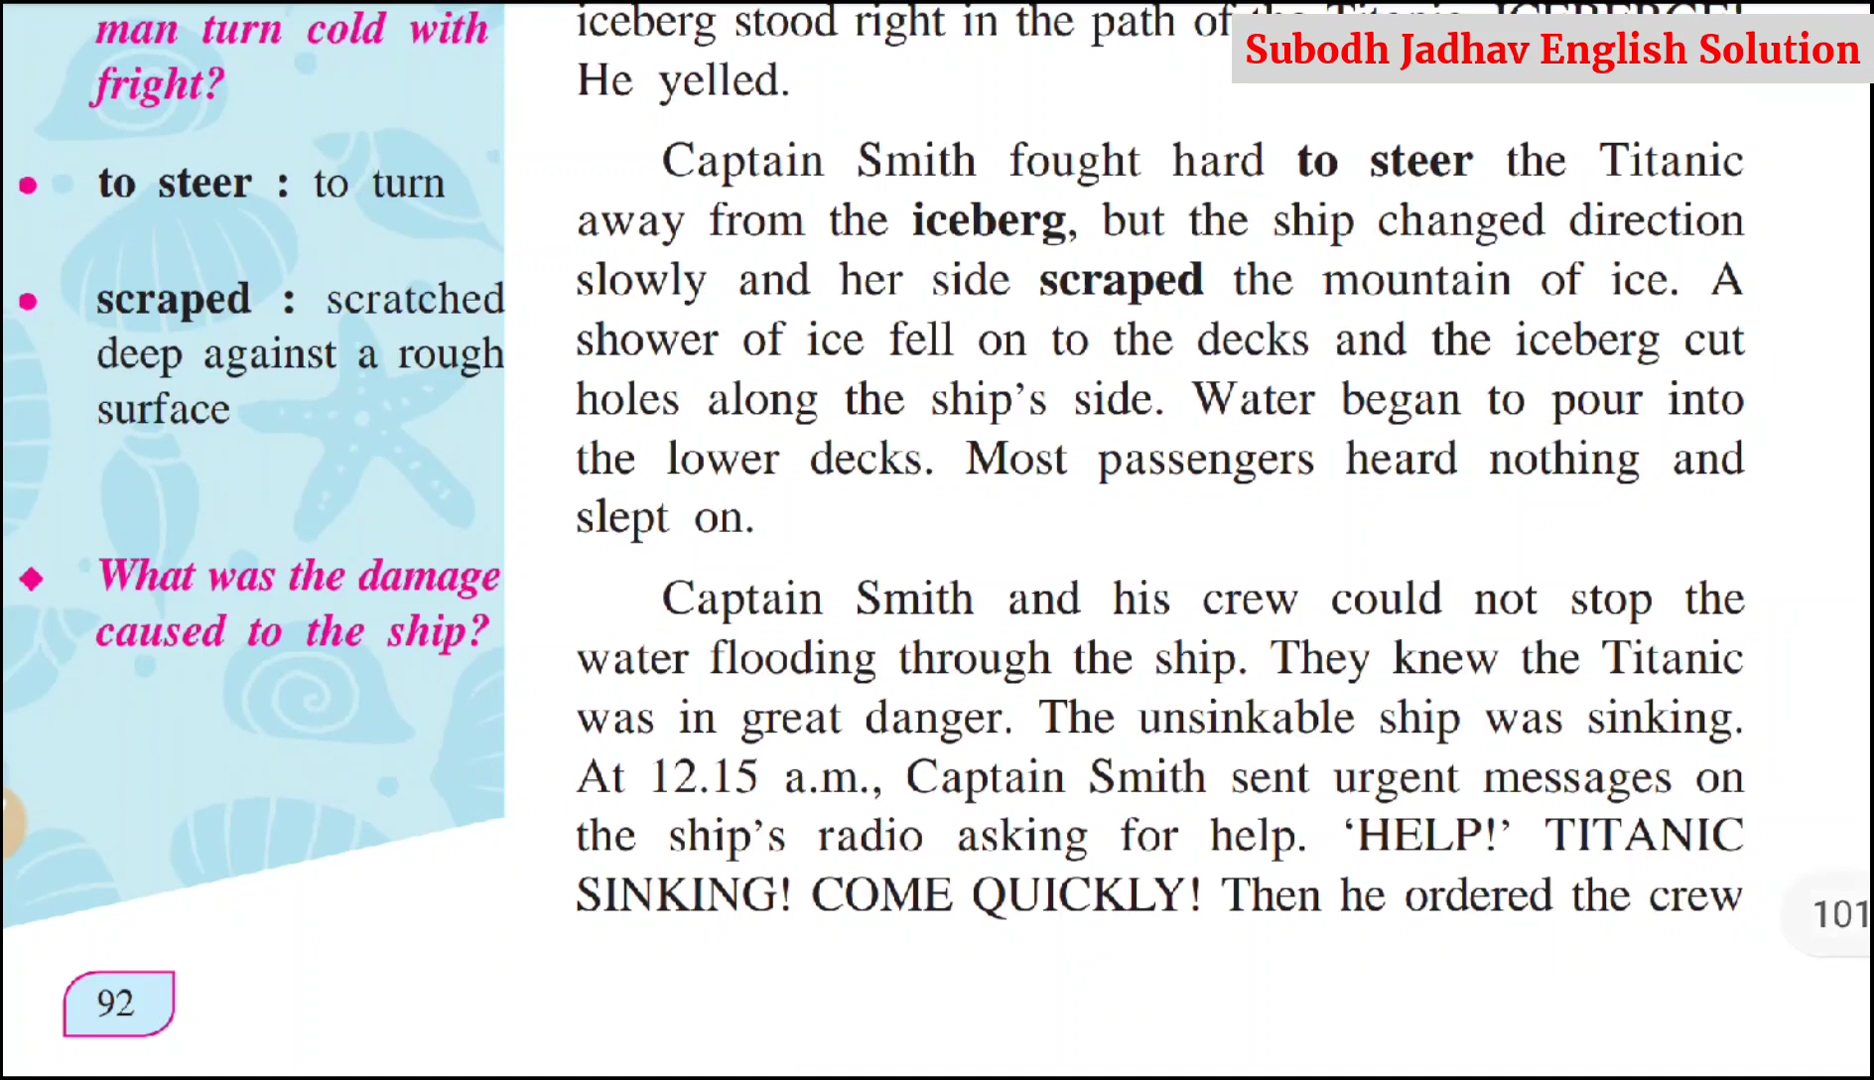 man turn cold with
fright?
• to steer : to turn
• scraped : scratched
deep against a rough
surface
◆ What was the damage
caused to the ship?
92
iceberg stood right in the path of the Titanic. ICEBERGE!
He yelled.
Captain Smith fought hard to steer the Titanic
away from the iceberg, but the ship changed direction
slowly and her side scraped the mountain of ice. A
shower of ice fell on to the decks and the iceberg cut
holes along the ship’s side. Water began to pour into
the lower decks. Most passengers heard nothing and
slept on.
Captain Smith and his crew could not stop the
water flooding through the ship. They knew the Titanic
was in great danger. The unsinkable ship was sinking.
At 12.15 a.m., Captain Smith sent urgent messages on
the ship’s radio asking for help. ‘HELP!’ TITANIC
SINKING! COME QUICKLY! Then he ordered the crew
Subodh Jadhav English Solution
101